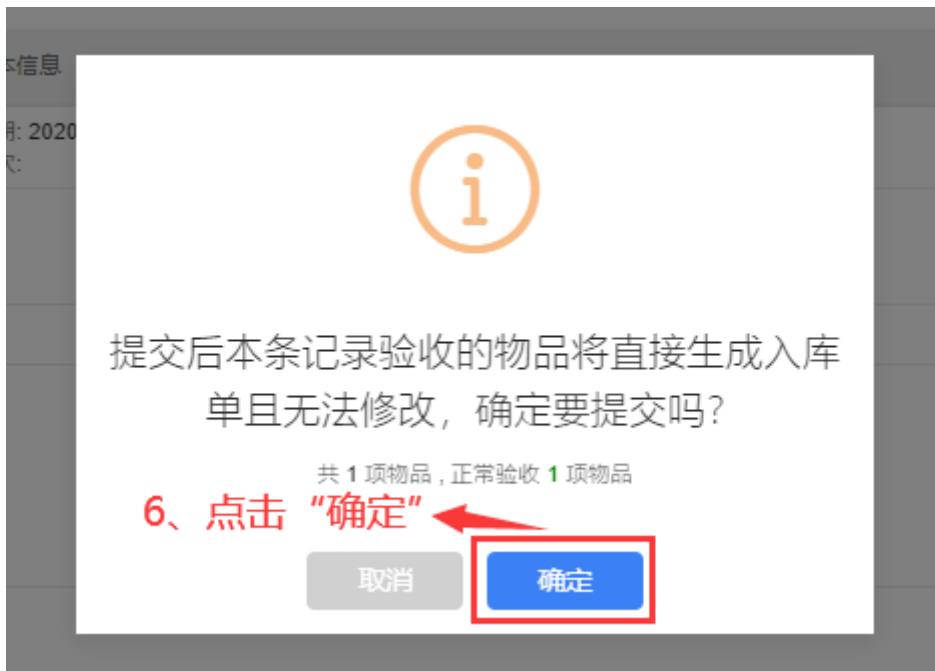 本信息
期: 2020
次:
提交后本条记录验收的物品将直接生成入库
单且无法修改，确定要提交吗？
共 1 项物品 , 正常验收 1 项物品
6、点击“确定”
取消
确定